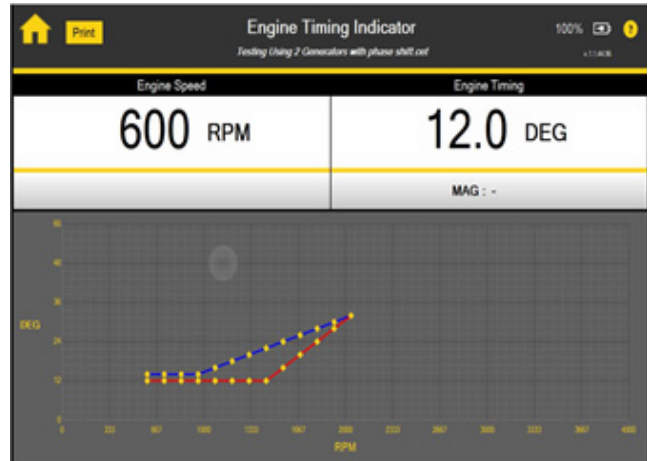 Print
Engine Timing Indicator
100%
?
Testing Using 2 Generators with phase shift.cef
Engine Speed
Engine Timing
600 RPM
12.0 DEG
MAG : -
60
48
36
DEG
24
12
0
0 333 667 1000 1333 1667 2000 2333 2667 3000 3333 3667 4000
RPM